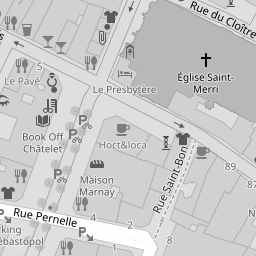 Rue du Cloître
s
Le Pavé
Église Saint-
Merri
Le Presbytère
5
Book Off
Châtelet
Hoct&loca
89
87
Maison
Marnay
Rue Saint-Bon
Rue Pernelle
2
4
8
rking
ébastopol